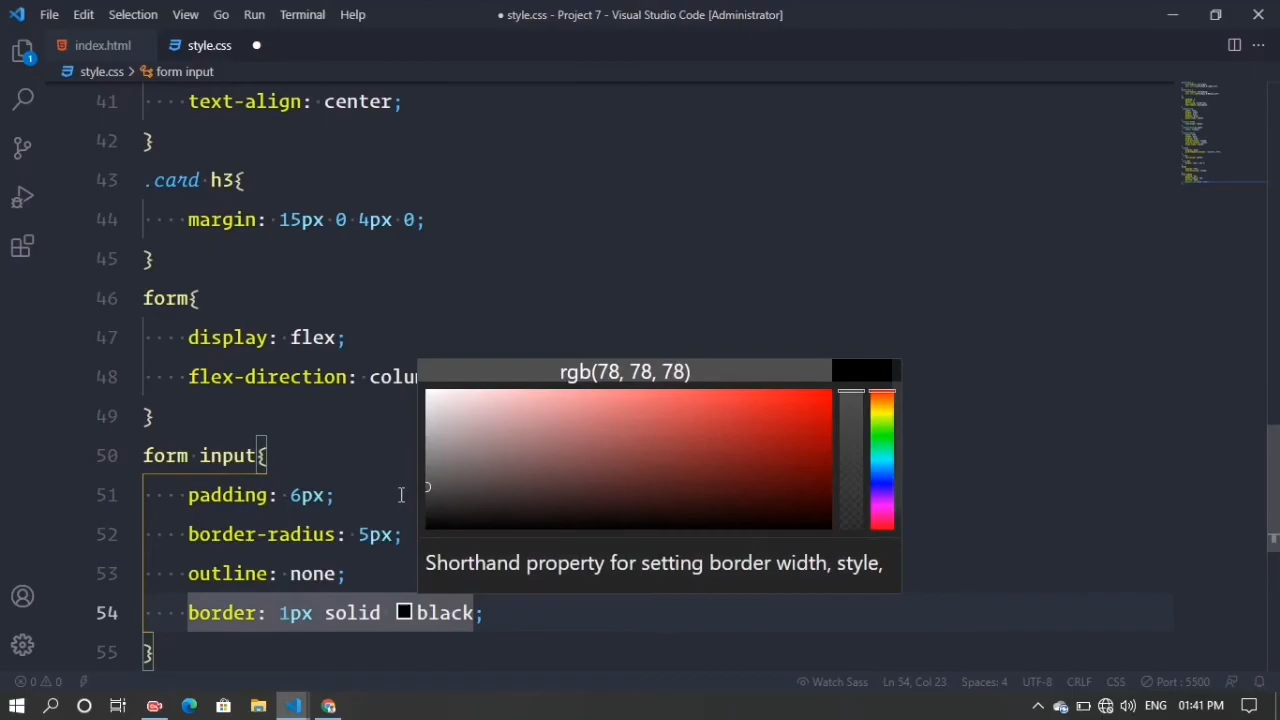 File Edit Selection View Go Run Terminal Help
● style.css - Project 7 - Visual Studio Code [Administrator]
index.html style.css
style.css > form input
41 text-align: center;
42 }
43 .card h3{
44 margin: 15px 0 4px 0;
45 }
46 form{
47 display: flex;
48 flex-direction: colu
49 }
50 form input{
51 padding: 6px;
52 border-radius: 5px;
53 outline: none;
54 border: 1px solid black;
55 }
rgb(78, 78, 78)
Shorthand property for setting border width, style,
1
0 0 Watch Sass Ln 54, Col 23 Spaces: 4 UTF-8 CRLF CSS Port : 5500
ENG 01:41 PM